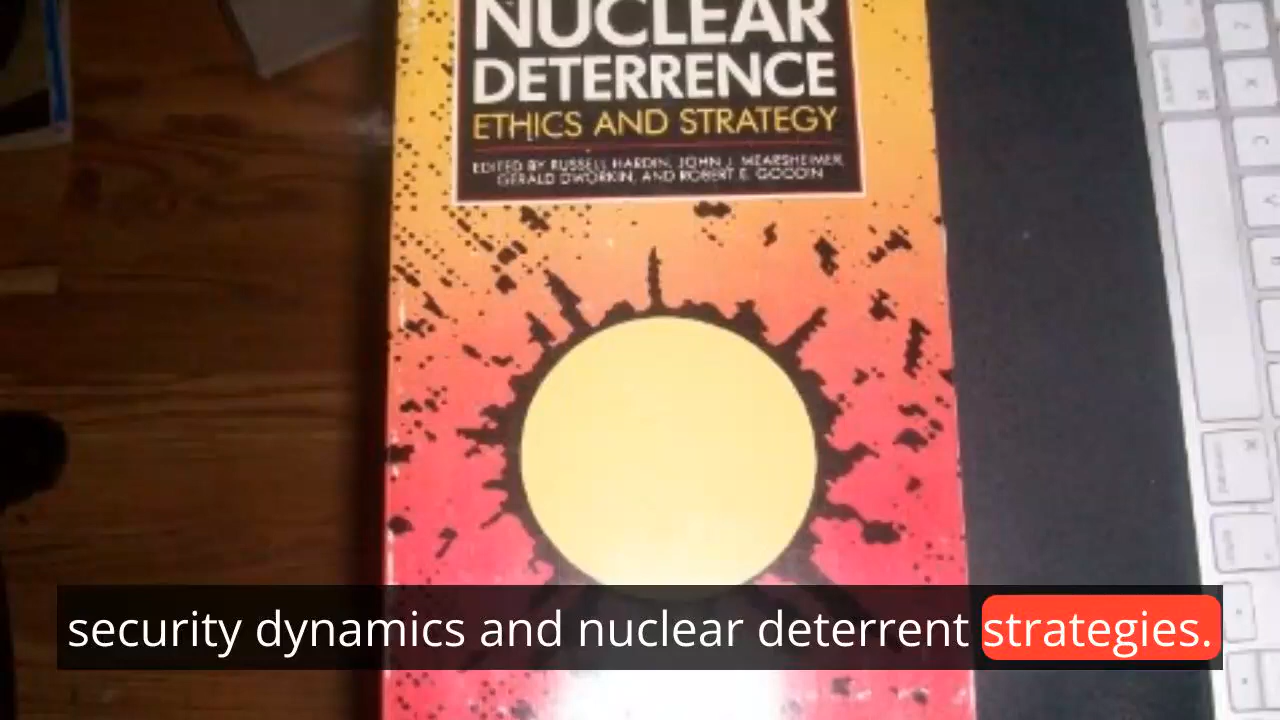 NUCLEAR
DETERRENCE
ETHICS AND STRATEGY
EDITED BY RUSSELL HARDIN, JOHN J. MEARSHEIMER,
GERALD DWORKIN, AND ROBERT E. GOODIN
security dynamics and nuclear deterrent strategies.